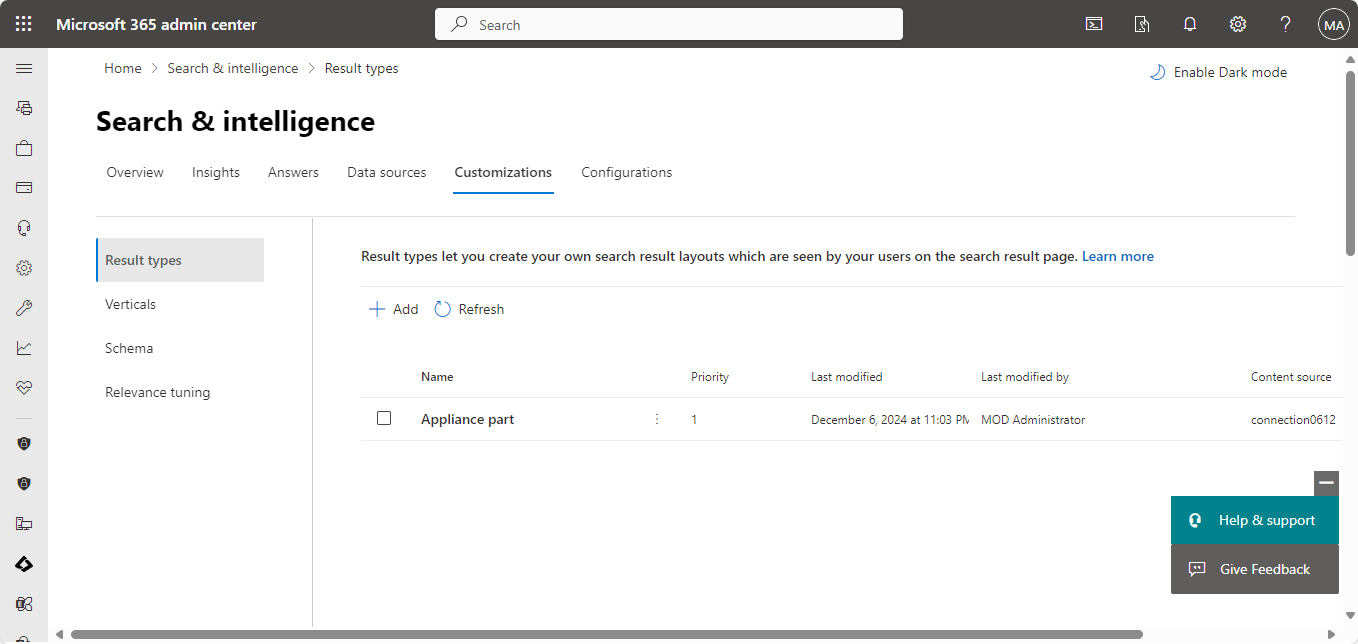 Microsoft 365 admin center
Search
MA
Home > Search & intelligence > Result types
Enable Dark mode
Search & intelligence
Overview Insights Answers Data sources Customizations Configurations
Result types
Verticals
Schema
Relevance tuning
Result types let you create your own search result layouts which are seen by your users on the search result page. Learn more
Add Refresh
Name Priority Last modified Last modified by Content source
Appliance part 1 December 6, 2024 at 11:03 PM MOD Administrator connection0612
Help & support
Give Feedback